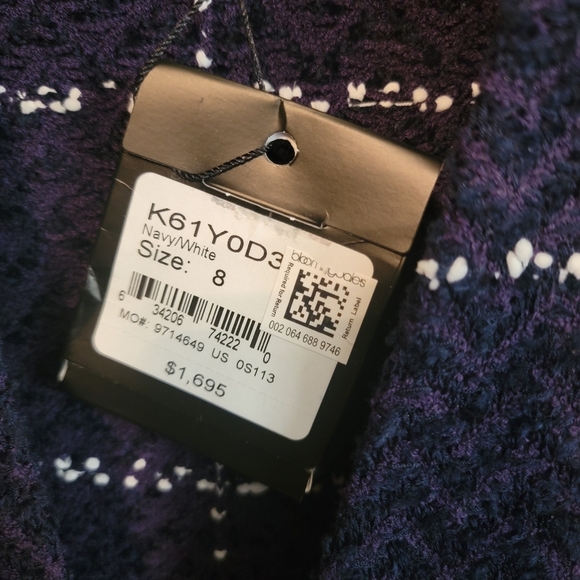 K61Y0D3
Navy/White
Size: 8
6 34206 74222 0
MO#: 9714649 US 0S113
$1,695
bloomingdales
Required for Return
Return Label
002 064 688 9746